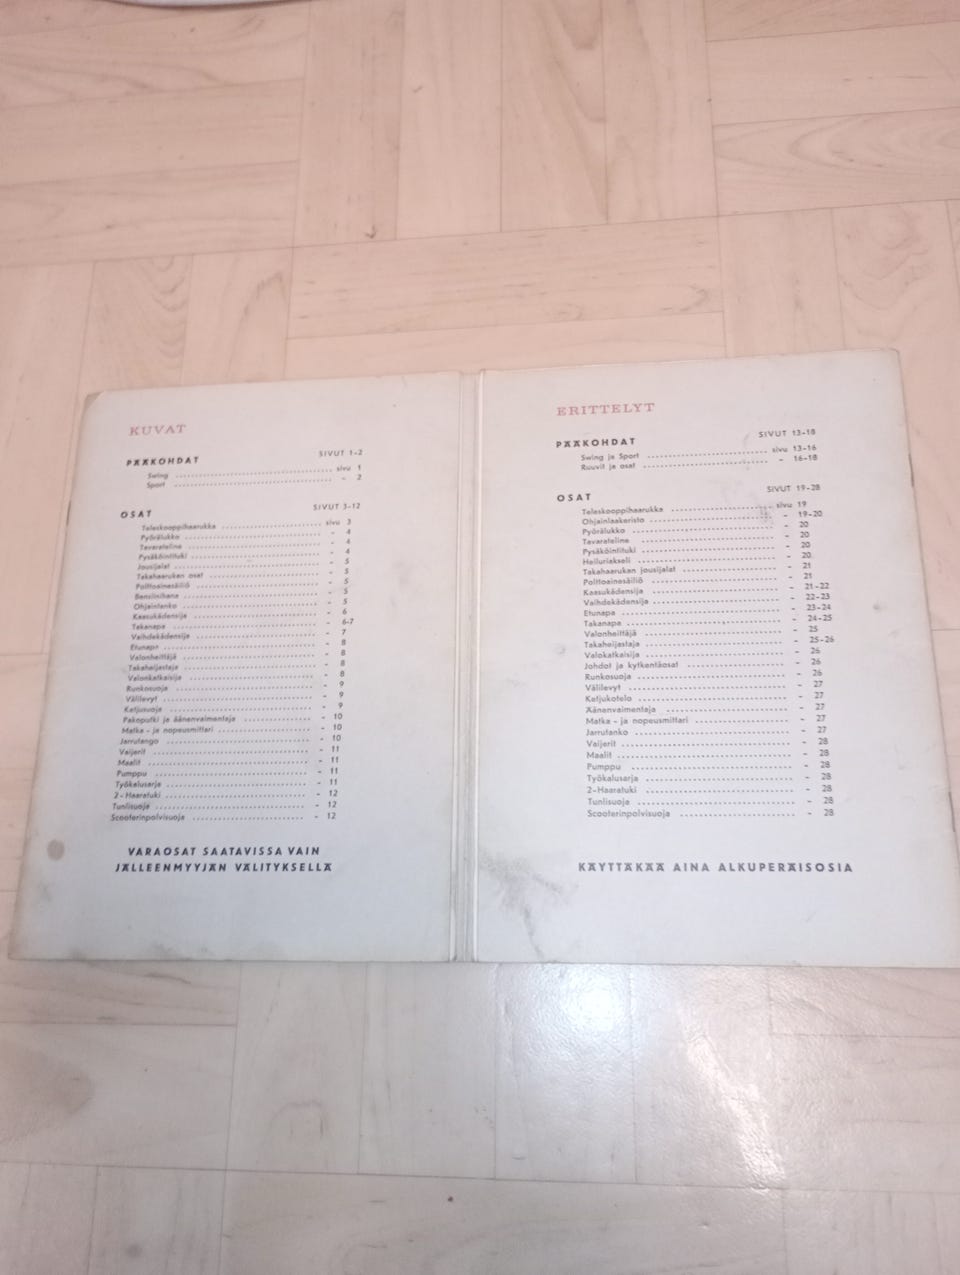 KUVAT
PÄÄKOHDAT SIVUT 1-2
Swing sivu 1
Sport - 2
OSAT SIVUT 3-12
Teleskooppihaarukka sivu 3
Pyörälukko - 4
Tavarateline - 4
Pysäköintituki - 4
Jousijalat - 5
Takahaarukan osat - 5
Polttoainesäiliö - 5
Bensiinihana - 5
Ohjaintanko - 5
Kaasukädensija - 6
Takanapa - 6-7
Vaihdekädensija - 7
Etunapa - 8
Valonheittäjä - 8
Takaheijastaja - 8
Valonkatkaisija - 8
Runkosuoja - 9
Välilevyt - 9
Ketjusuoja - 9
Pakoputki ja äänenvaimentaja - 10
Matka - ja nopeusmittari - 10
Jarrutango - 10
Vaijerit - 11
Maalit - 11
Pumppu - 11
Työkalusarja - 11
2-Haaratuki - 12
Tunlisuoja - 12
Scooterinpolvisuoja - 12
VARAOSAT SAATAVISSA VAIN
JÄLLEENMYYJÄN VÄLITYKSELLÄ
ERITTELYT
PÄÄKOHDAT SIVUT 13-18
Swing ja Sport sivu 13-16
Ruuvit ja osat - 16-18
OSAT SIVUT 19-28
Teleskooppihaarukka sivu 19
Ohjainlaakeristo - 19-20
Pyörälukko - 20
Tavarateline - 20
Pysäköintituki - 20
Heiluriakseli - 20
Takahaarukan jousijalat - 21
Polttoainesäiliö - 21
Kaasukädensija - 21-22
Vaihdekädensija - 22-23
Etunapa - 23-24
Takanapa - 24-25
Valonheittäjä - 25
Takaheijastaja - 25-26
Valokatkaisija - 26
Johdot ja kytkentäosat - 26
Runkosuoja - 26
Välilevyt - 27
Ketjukotelo - 27
Äänenvaimentaja - 27
Matka - ja nopeusmittari - 27
Jarrutanko - 27
Vaijerit - 28
Maalit - 28
Pumppu - 28
Työkalusarja - 28
2-Haaratuki - 28
Tunlisuoja - 28
Scooterinpolvisuoja - 28
KÄYTTÄKÄÄ AINA ALKUPERÄISOSIA